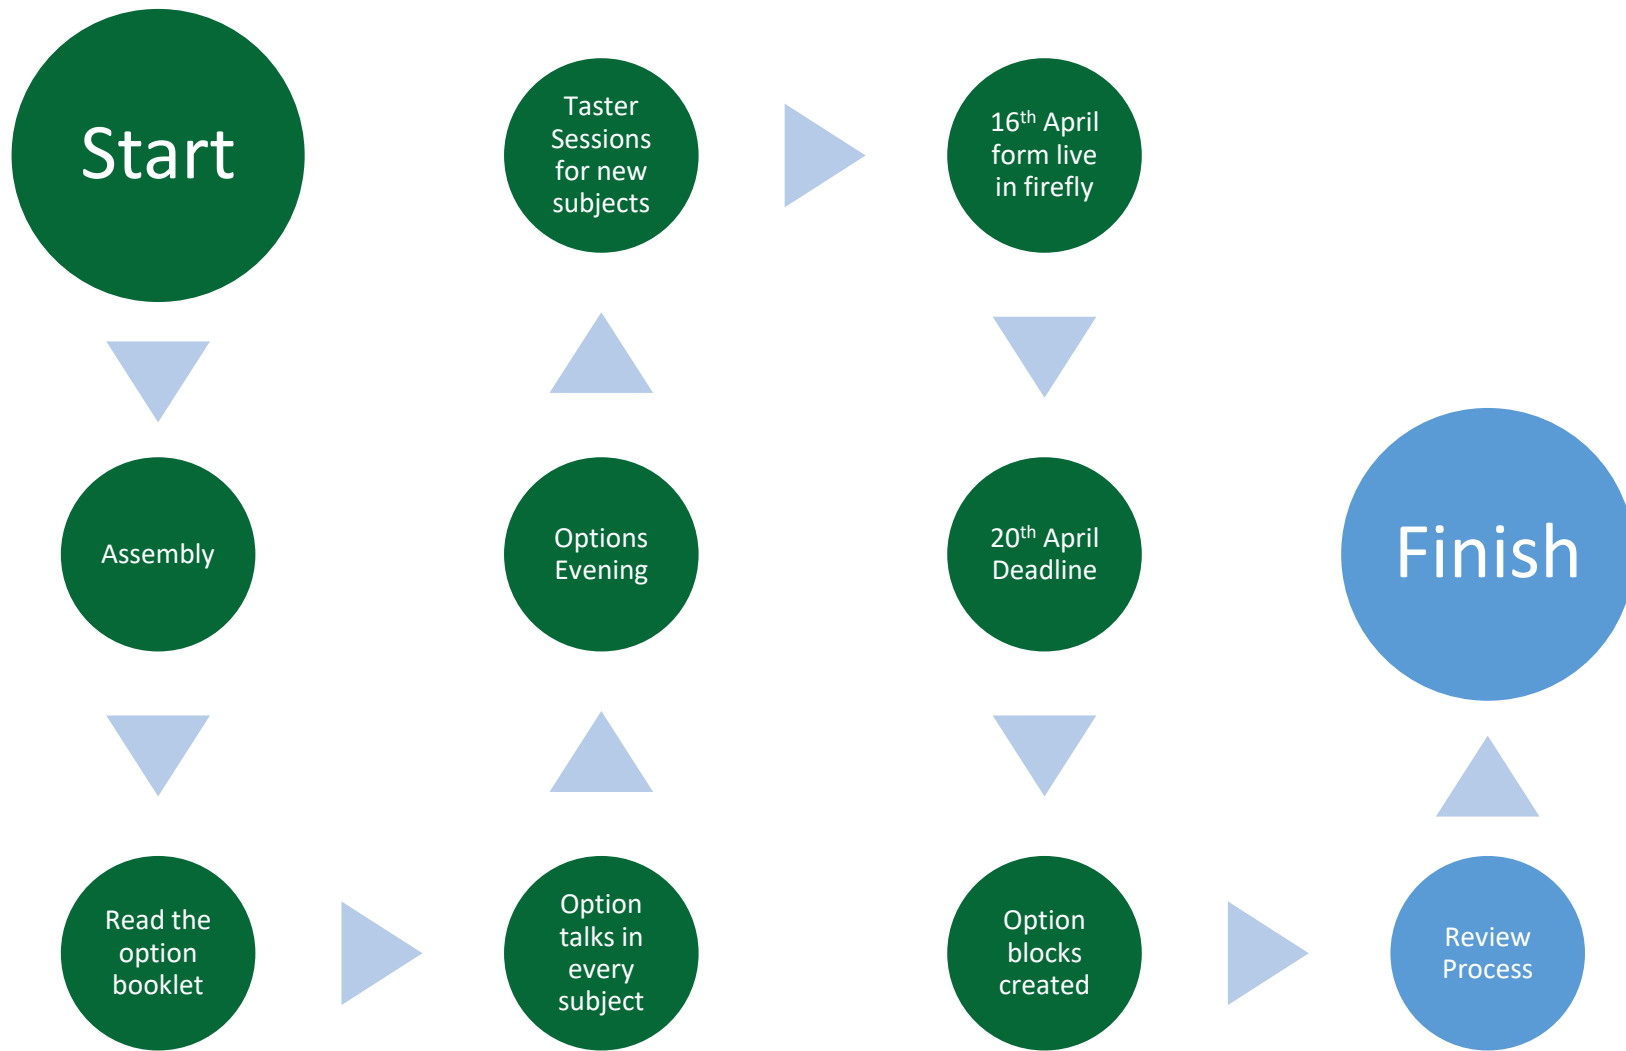 Start
Assembly
Read the
option
booklet
Option
talks in
every
subject
Options
Evening
Taster
Sessions
for new
subjects
16th April
form live
in firefly
20th April
Deadline
Option
blocks
created
Review
Process
Finish